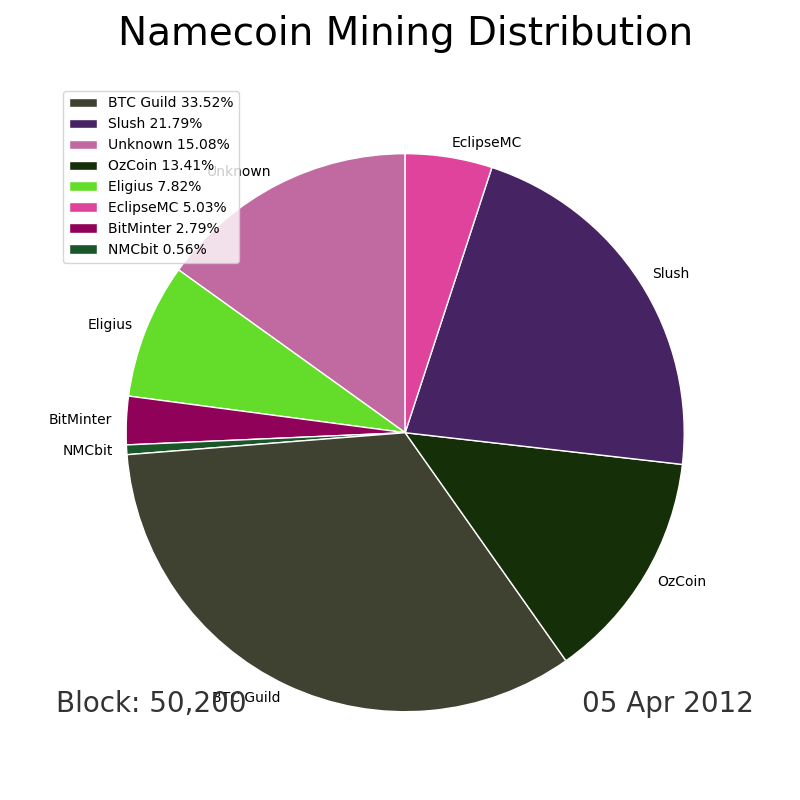 Namecoin Mining Distribution
BTC Guild 33.52%
Slush 21.79%
Unknown 15.08%
OzCoin 13.41%
Eligius 7.82%
EclipseMC 5.03%
BitMinter 2.79%
NMCbit 0.56%
EclipseMC
Unknown
Slush
Eligius
BitMinter
NMCbit
OzCoin
BTC Guild
Block: 50,200
05 Apr 2012